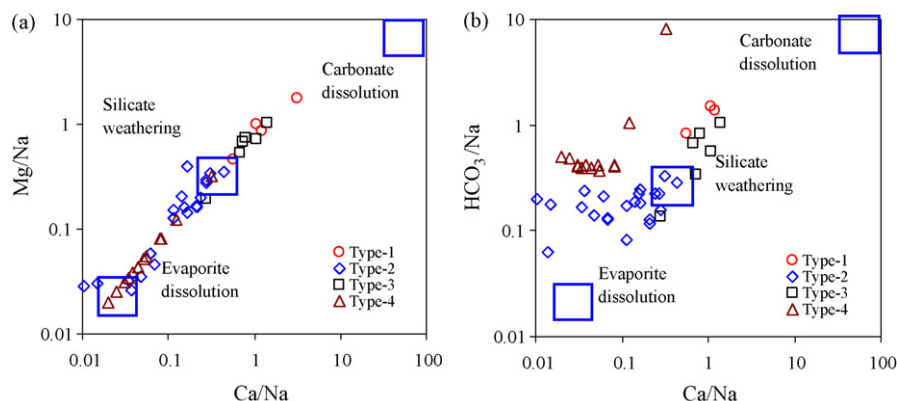 (a)
10
1
0.1
0.01
Mg/Na
Silicate
weathering
Carbonate
dissolution
Evaporite
dissolution
Type-1
Type-2
Type-3
Type-4
0.01
0.1
1
10
100
Ca/Na
(b)
10
1
0.1
0.01
HCO3/Na
Carbonate
dissolution
Silicate
weathering
Evaporite
dissolution
Type-1
Type-2
Type-3
Type-4
0.01
0.1
1
10
100
Ca/Na